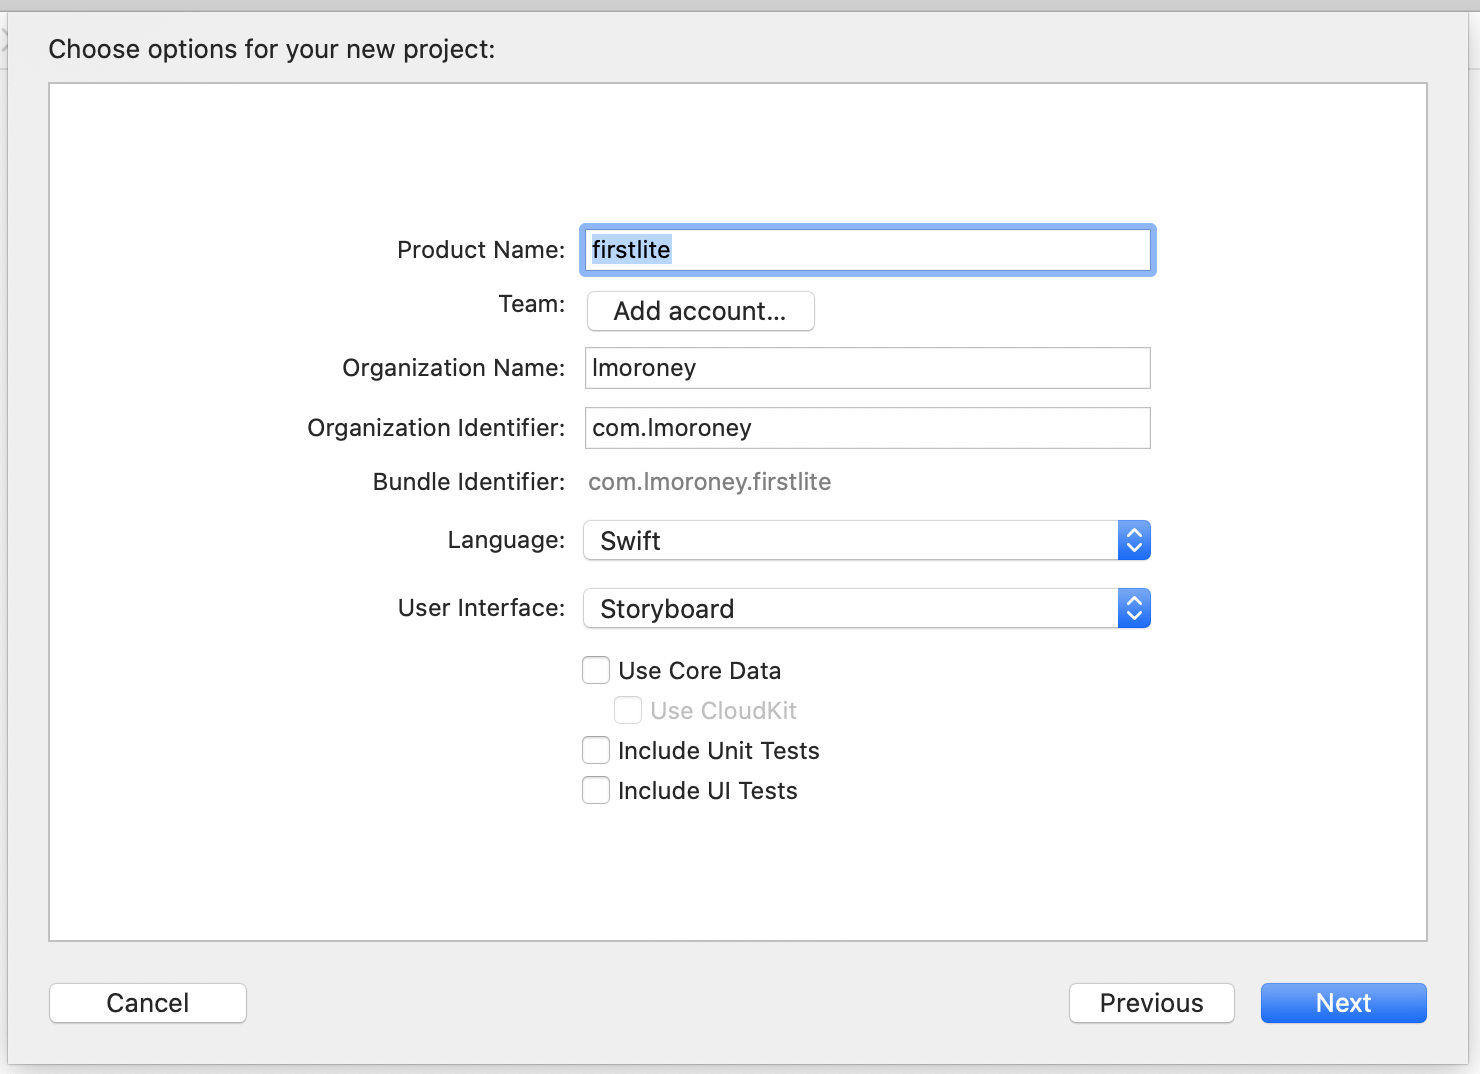 Choose options for your new project:
Product Name: firstlite
Team: Add account...
Organization Name: lmoroney
Organization Identifier: com.lmoroney
Bundle Identifier: com.lmoroney.firstlite
Language: Swift
User Interface: Storyboard
Use Core Data
Use CloudKit
Include Unit Tests
Include UI Tests
Cancel Previous Next